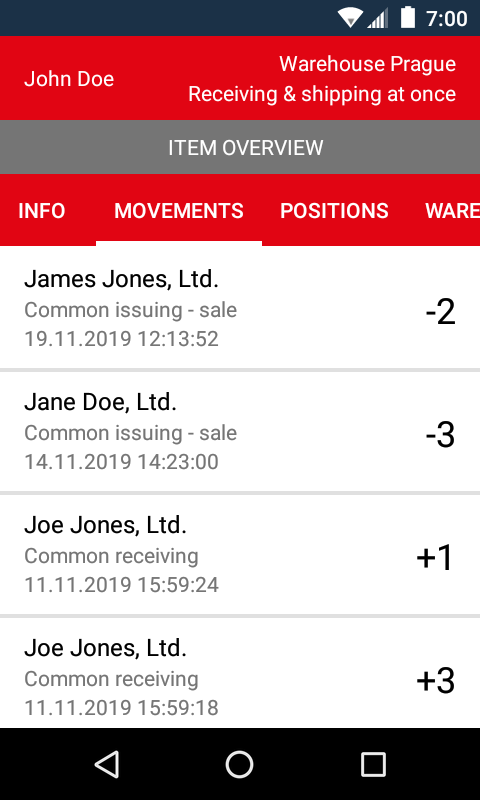 7:00
John Doe
Warehouse Prague
Receiving & shipping at once
ITEM OVERVIEW
INFO MOVEMENTS POSITIONS WARE
James Jones, Ltd.
Common issuing - sale
19.11.2019 12:13:52
-2
Jane Doe, Ltd.
Common issuing - sale
14.11.2019 14:23:00
-3
Joe Jones, Ltd.
Common receiving
11.11.2019 15:59:24
+1
Joe Jones, Ltd.
Common receiving
11.11.2019 15:59:18
+3